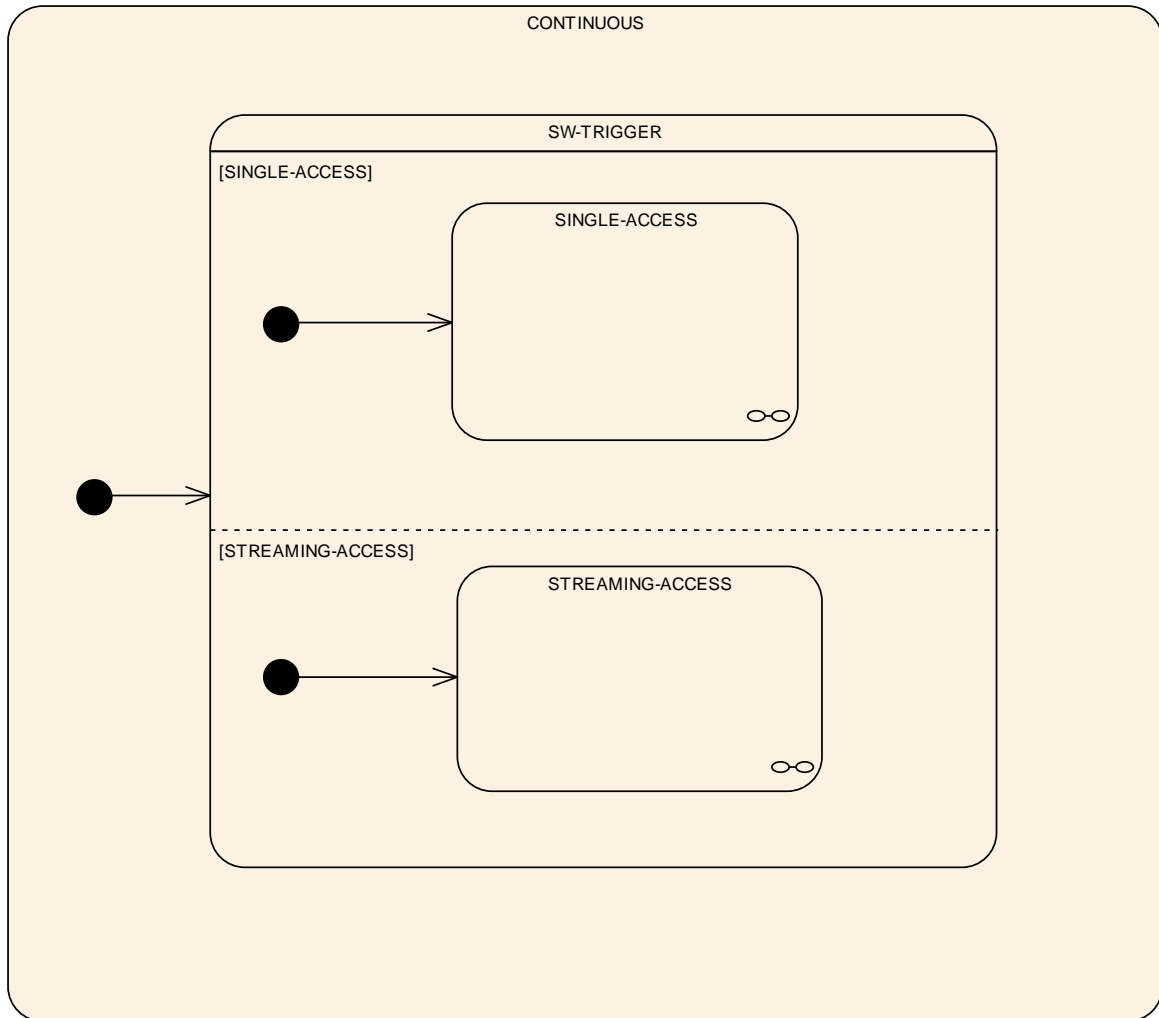 CONTINUOUS
SW-TRIGGER
[SINGLE-ACCESS]
SINGLE-ACCESS
[STREAMING-ACCESS]
STREAMING-ACCESS